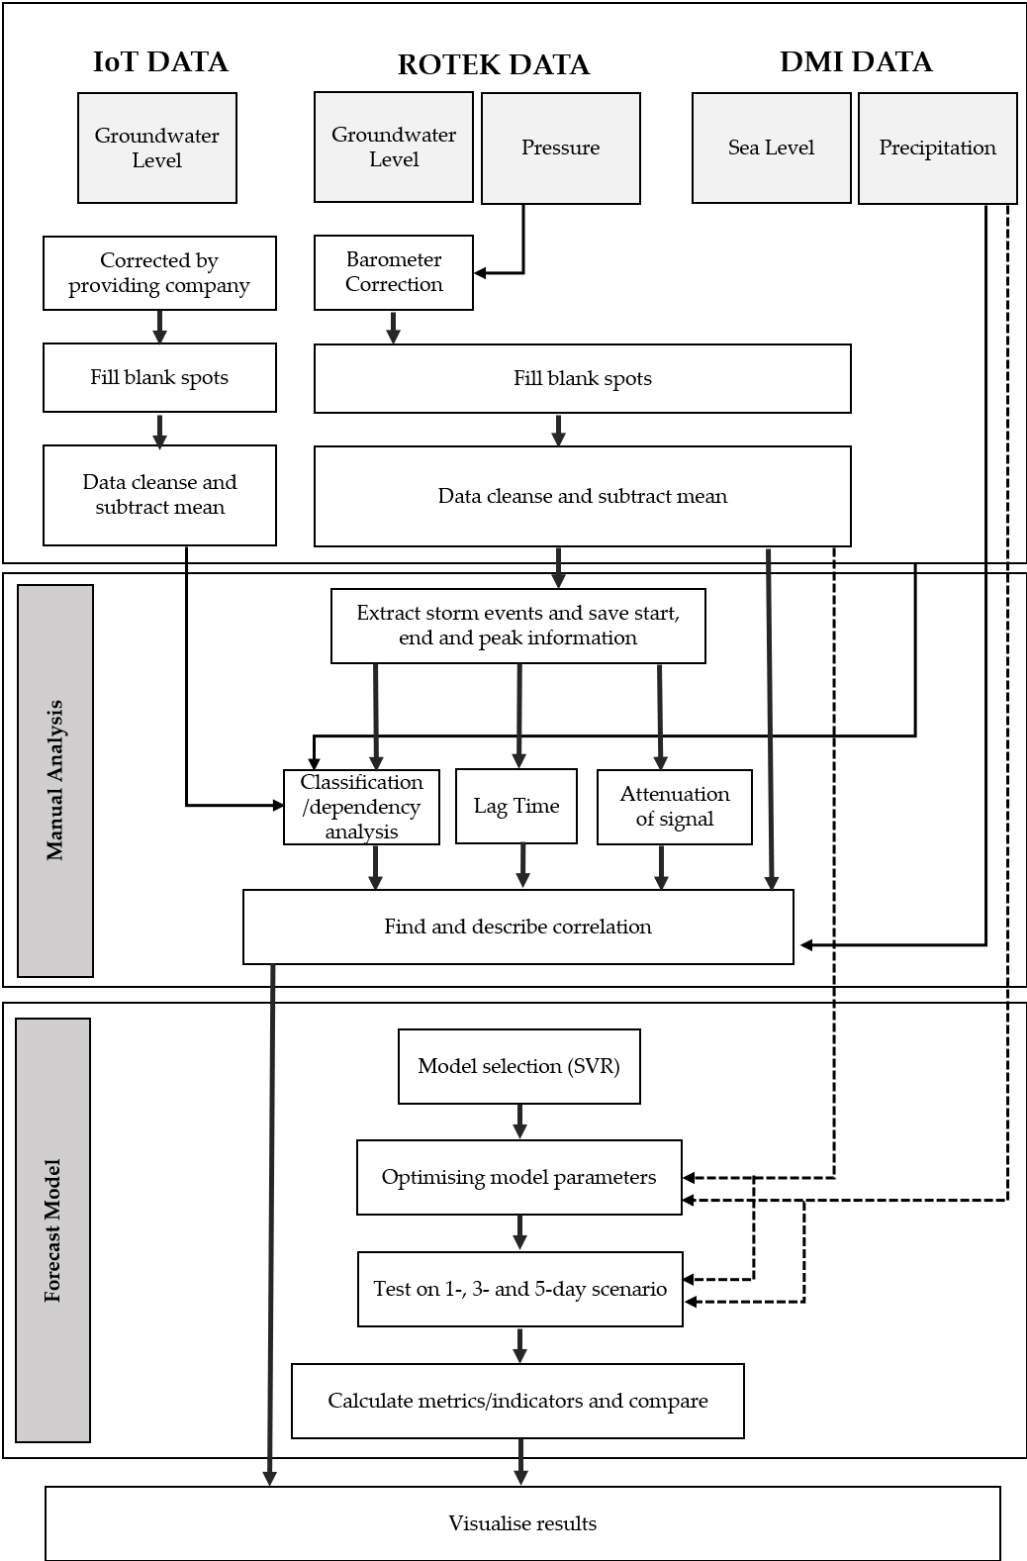 IoT DATA
ROTEK DATA
DMI DATA
Groundwater
Level
Groundwater
Level
Pressure
Sea Level
Precipitation
Corrected by
providing company
Barometer
Correction
Fill blank spots
Fill blank spots
Data cleanse and
subtract mean
Data cleanse and subtract mean
Manual Analysis
Extract storm events and save start,
end and peak information
Classification
/dependency
analysis
Lag Time
Attenuation
of signal
Find and describe correlation
Forecast Model
Model selection (SVR)
Optimising model parameters
Test on 1-, 3- and 5-day scenario
Calculate metrics/indicators and compare
Visualise results